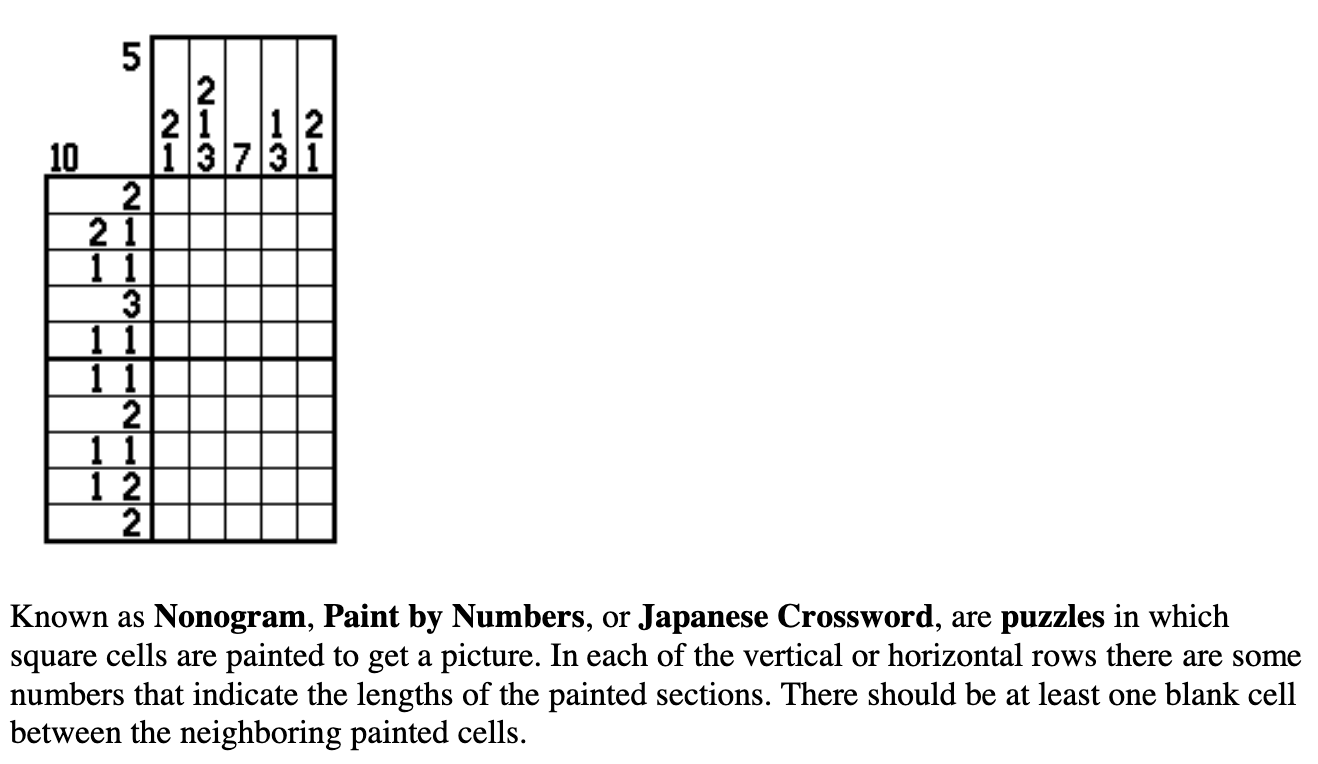 5
2
2 1 1 2
10 1 3 7 3 1
2
2 1
1 1
3
1 1
1 1
2
1 1
1 2
2
Known as Nonogram, Paint by Numbers, or Japanese Crossword, are puzzles in which
square cells are painted to get a picture. In each of the vertical or horizontal rows there are some
numbers that indicate the lengths of the painted sections. There should be at least one blank cell
between the neighboring painted cells.